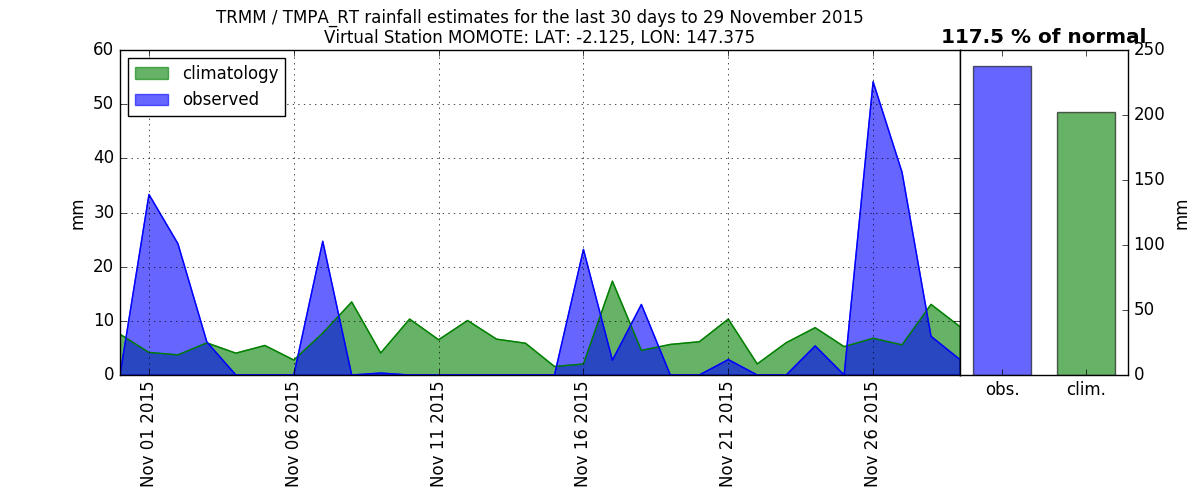 TRMM / TMPA_RT rainfall estimates for the last 30 days to 29 November 2015
Virtual Station MOMOTE: LAT: -2.125, LON: 147.375
117.5 % of normal
climatology
observed
60
50
40
30
20
10
0
mm
Nov 01 2015
Nov 06 2015
Nov 11 2015
Nov 16 2015
Nov 21 2015
Nov 26 2015
250
200
150
100
50
0
mm
obs.
clim.